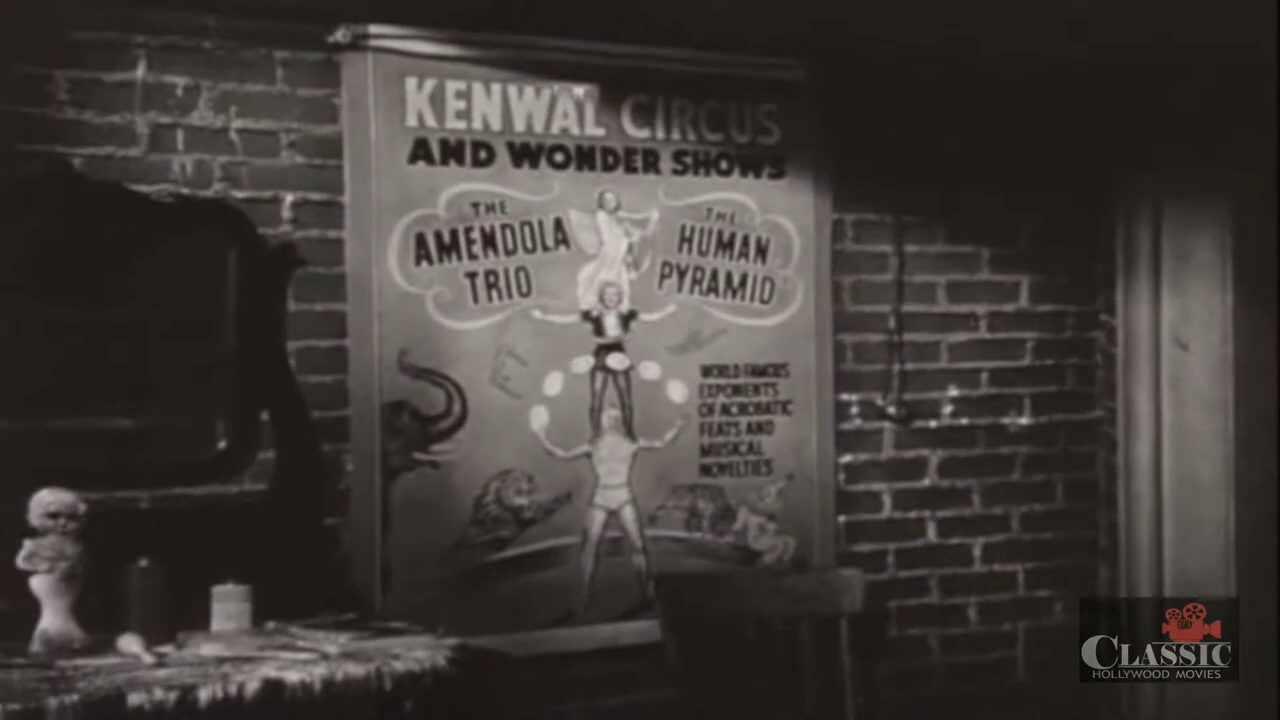 KENWAL CIRCUS
AND WONDER SHOWS
THE
AMENDOLA
TRIO
THE
HUMAN
PYRAMID
WORLD FAMOUS
EXPONENTS
OF ACROBATIC
FEATS AND
MUSICAL
NOVELTIES
CLASSIC
HOLLYWOOD MOVIES